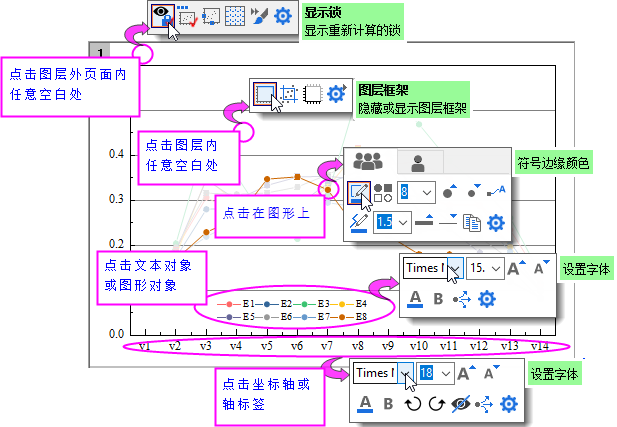 显示锁
显示重新计算的锁
1
点击图层外页面内
任意空白处
图层框架
隐藏或显示图层框架
点击图层内
任意空白处
符号边缘颜色
8
A
1.5
点击在图形上
0.4
0.3
0.2
0.0
点击文本对象
或图形对象
Times
15.
A
A
设置字体
A
B
E1
E2
E3
E4
E5
E6
E7
E8
v1
v2
v3
v4
v5
v6
v7
v8
v9
v10
v11
v12
v13
v14
点击坐标轴或
轴标签
Times
18
A
A
设置字体
A
B